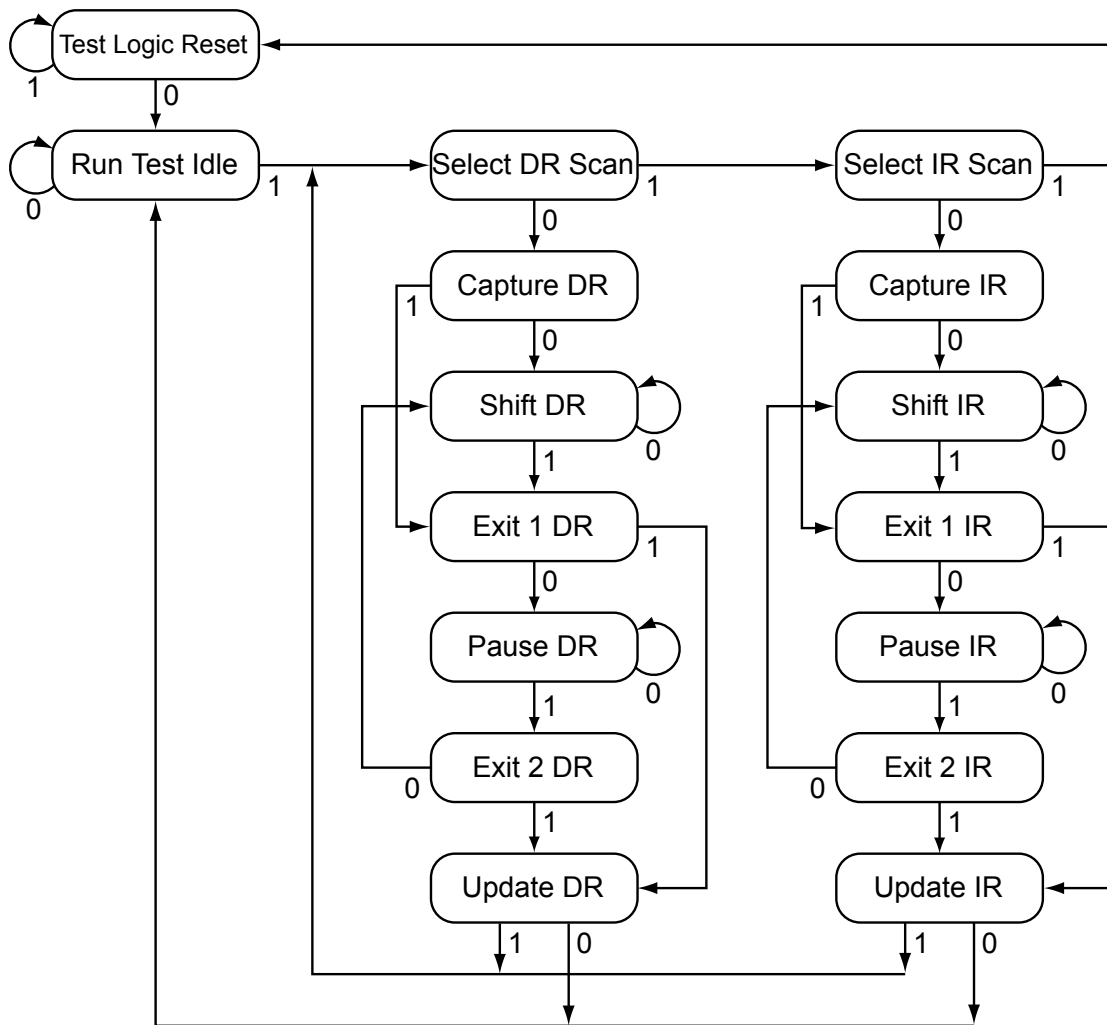 Test Logic Reset
1
0
Run Test Idle
0
1
Select DR Scan
1
0
Select IR Scan
1
0
Capture DR
1
0
Capture IR
1
0
Shift DR
0
1
Shift IR
0
1
Exit 1 DR
1
0
Exit 1 IR
1
0
Pause DR
0
1
Pause IR
0
1
Exit 2 DR
0
1
Exit 2 IR
0
1
Update DR
1
0
Update IR
1
0